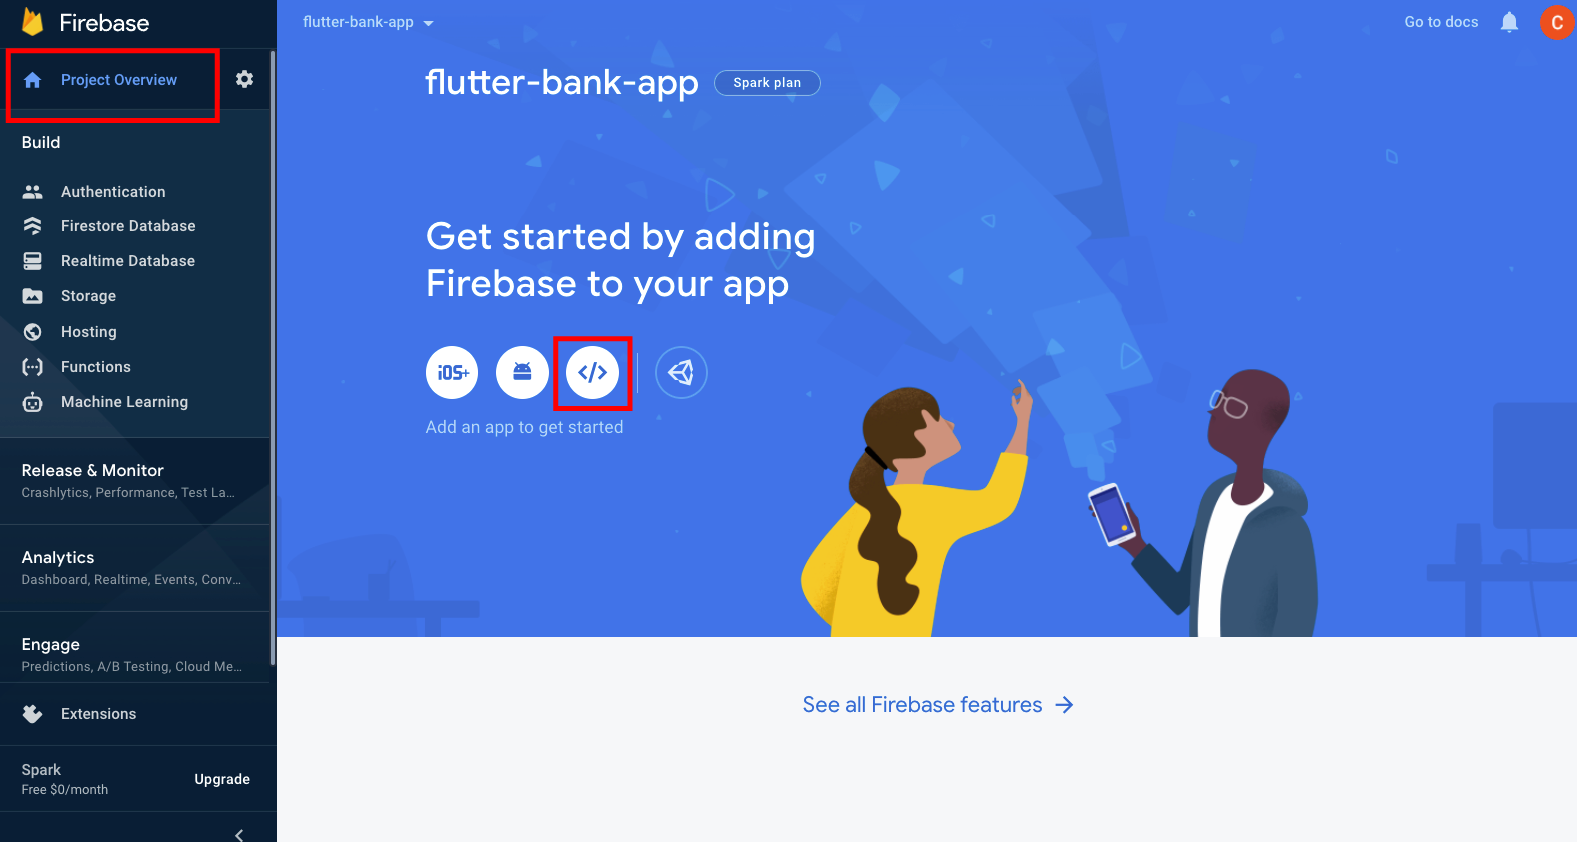 Firebase
Project Overview
Build
Authentication
Firestore Database
Realtime Database
Storage
Hosting
Functions
Machine Learning
Release & Monitor
Crashlytics, Performance, Test La...
Analytics
Dashboard, Realtime, Events, Conv...
Engage
Predictions, A/B Testing, Cloud Me...
Extensions
Spark
Free $0/month
Upgrade
flutter-bank-app
Go to docs
C
flutter-bank-app
Spark plan
Get started by adding
Firebase to your app
iOS+
</>
Add an app to get started
See all Firebase features